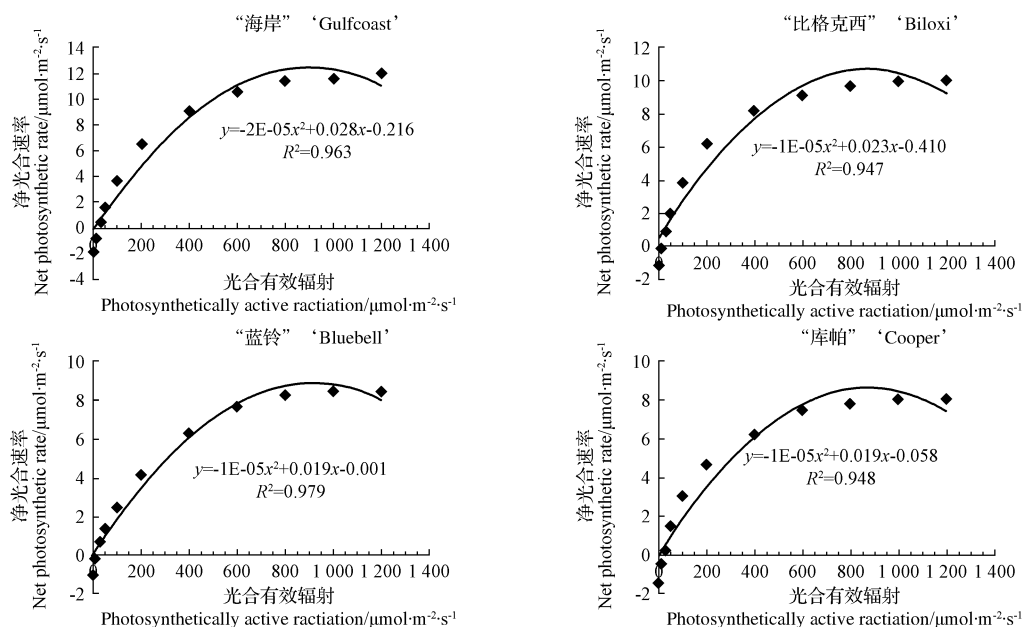 “海岸” ‘Gulfcoast’
净光合速率
Net photosynthetic rate/μmol·m⁻²·s⁻¹
14
12
10
8
6
4
2
0
-2
-4
y=-2E-05x²+0.028x-0.216
R²=0.963
0 200 400 600 800 1 000 1 200 1 400
光合有效辐射
Photosynthetically active ractiation/μmol·m⁻²·s⁻¹
“比格克西” ‘Biloxi’
净光合速率
Net photosynthetic rate/μmol·m⁻²·s⁻¹
12
10
8
6
4
2
0
-2
y=-1E-05x²+0.023x-0.410
R²=0.947
0 200 400 600 800 1 000 1 200 1 400
光合有效辐射
Photosynthetically active ractiation/μmol·m⁻²·s⁻¹
“蓝铃” ‘Bluebell’
净光合速率
Net photosynthetic rate/μmol·m⁻²·s⁻¹
10
8
6
4
2
0
-2
y=-1E-05x²+0.019x-0.001
R²=0.979
0 200 400 600 800 1 000 1 200 1 400
光合有效辐射
Photosynthetically active ractiation/μmol·m⁻²·s⁻¹
“库帕” ‘Cooper’
净光合速率
Net photosynthetic rate/μmol·m⁻²·s⁻¹
10
8
6
4
2
0
-2
y=-1E-05x²+0.019x-0.058
R²=0.948
0 200 400 600 800 1 000 1 200 1 400
光合有效辐射
Photosynthetically active ractiation/μmol·m⁻²·s⁻¹